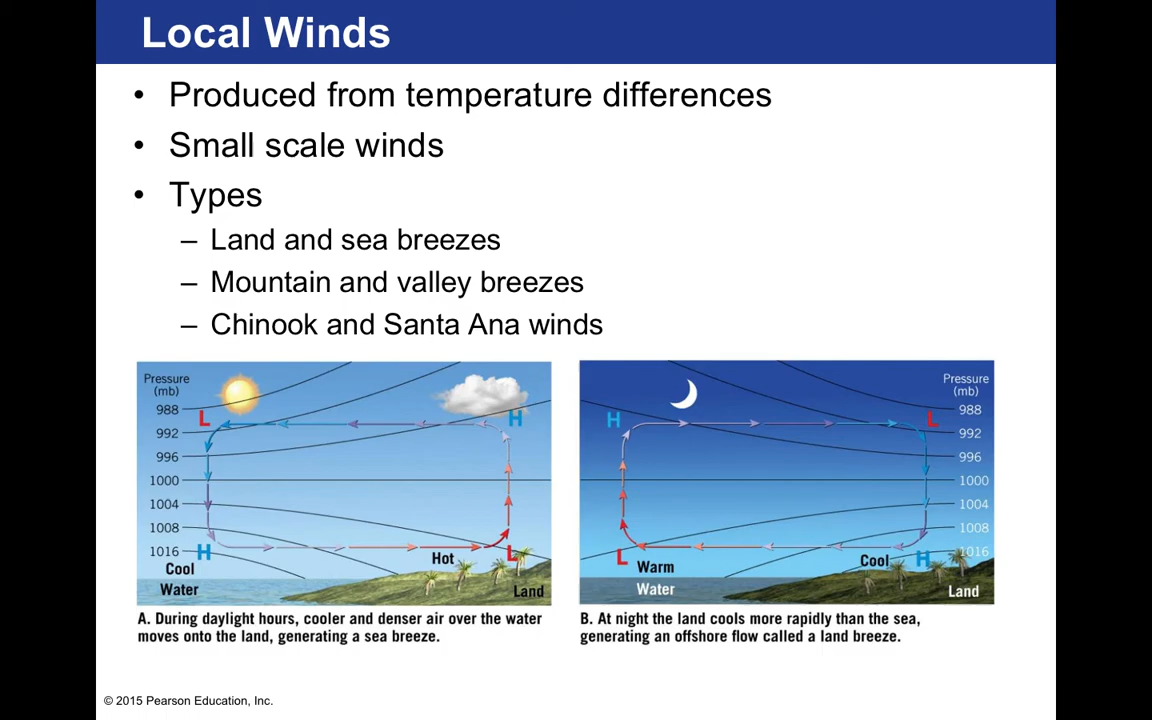 Local Winds
• Produced from temperature differences
• Small scale winds
• Types
– Land and sea breezes
– Mountain and valley breezes
– Chinook and Santa Ana winds
Pressure
(mb)
988
992
996
1000
1004
1008
1016
L
H
H
L
Cool
Water
Hot
Land
A. During daylight hours, cooler and denser air over the water
moves onto the land, generating a sea breeze.
Pressure
(mb)
988
992
996
1000
1004
1008
1016
H
L
L
H
Warm
Water
Cool
Land
B. At night the land cools more rapidly than the sea,
generating an offshore flow called a land breeze.
© 2015 Pearson Education, Inc.